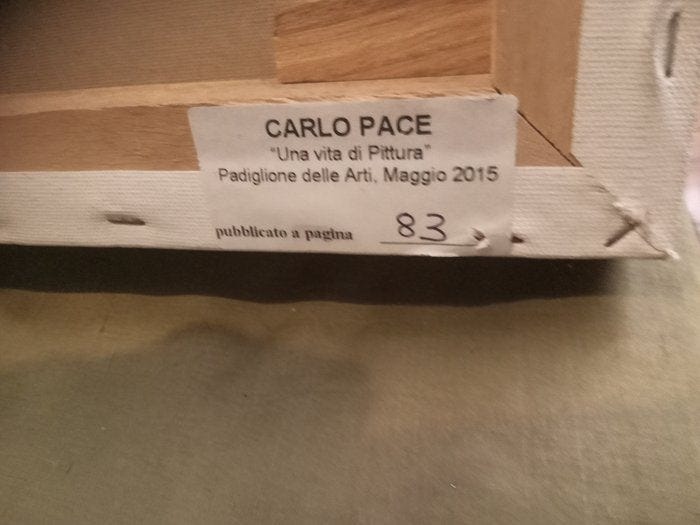 CARLO PACE
“Una vita di Pittura”
Padiglione delle Arti, Maggio 2015
pubblicato a pagina 83